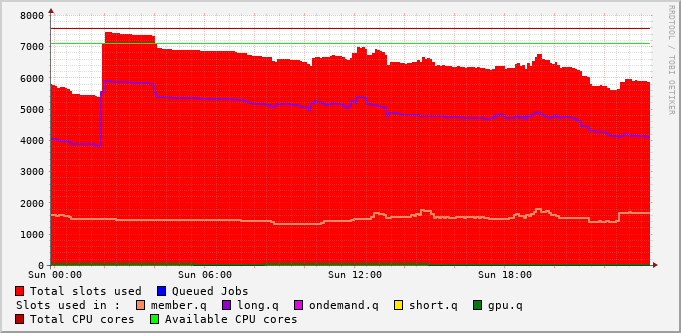 8000
7000
6000
5000
4000
3000
2000
1000
0
Sun 00:00 Sun 06:00 Sun 12:00 Sun 18:00
Total slots used Queued Jobs
Slots used in : member.q long.q ondemand.q short.q gpu.q
Total CPU cores Available CPU cores
RRDTOOL / TOBI OETIKER